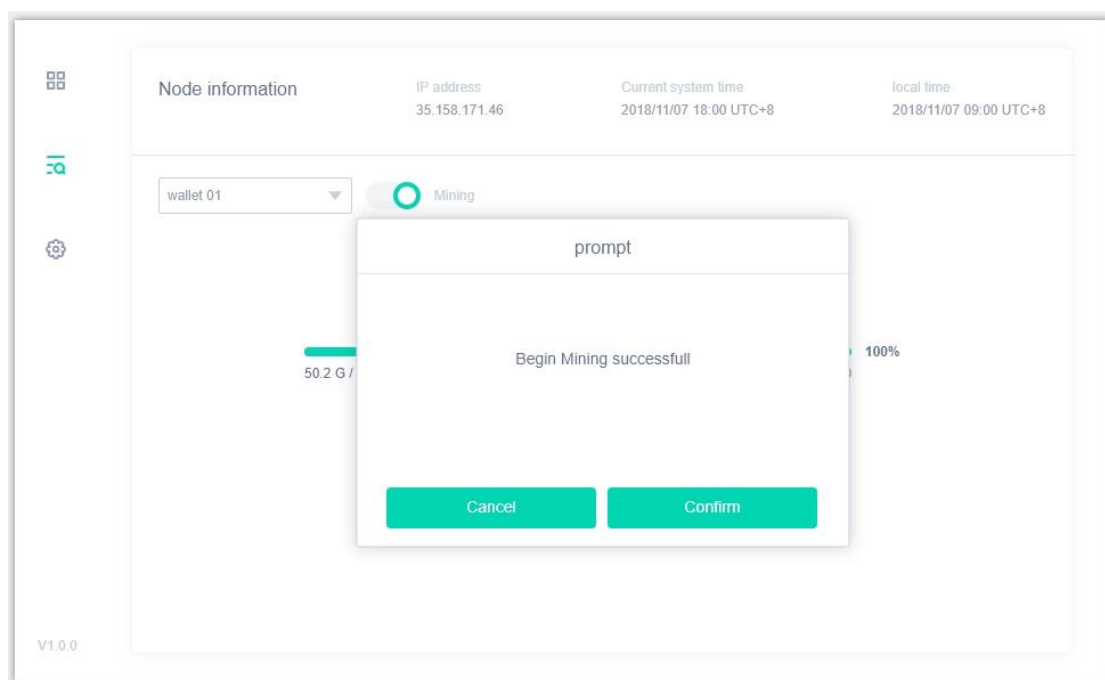 Node information
IP address
35.158.171.46
Current system time
2018/11/07 18:00 UTC+8
local time
2018/11/07 09:00 UTC+8
wallet 01
Mining
prompt
Begin Mining successfull
100%
50.2 G /
Cancel
Confirm
V1.0.0